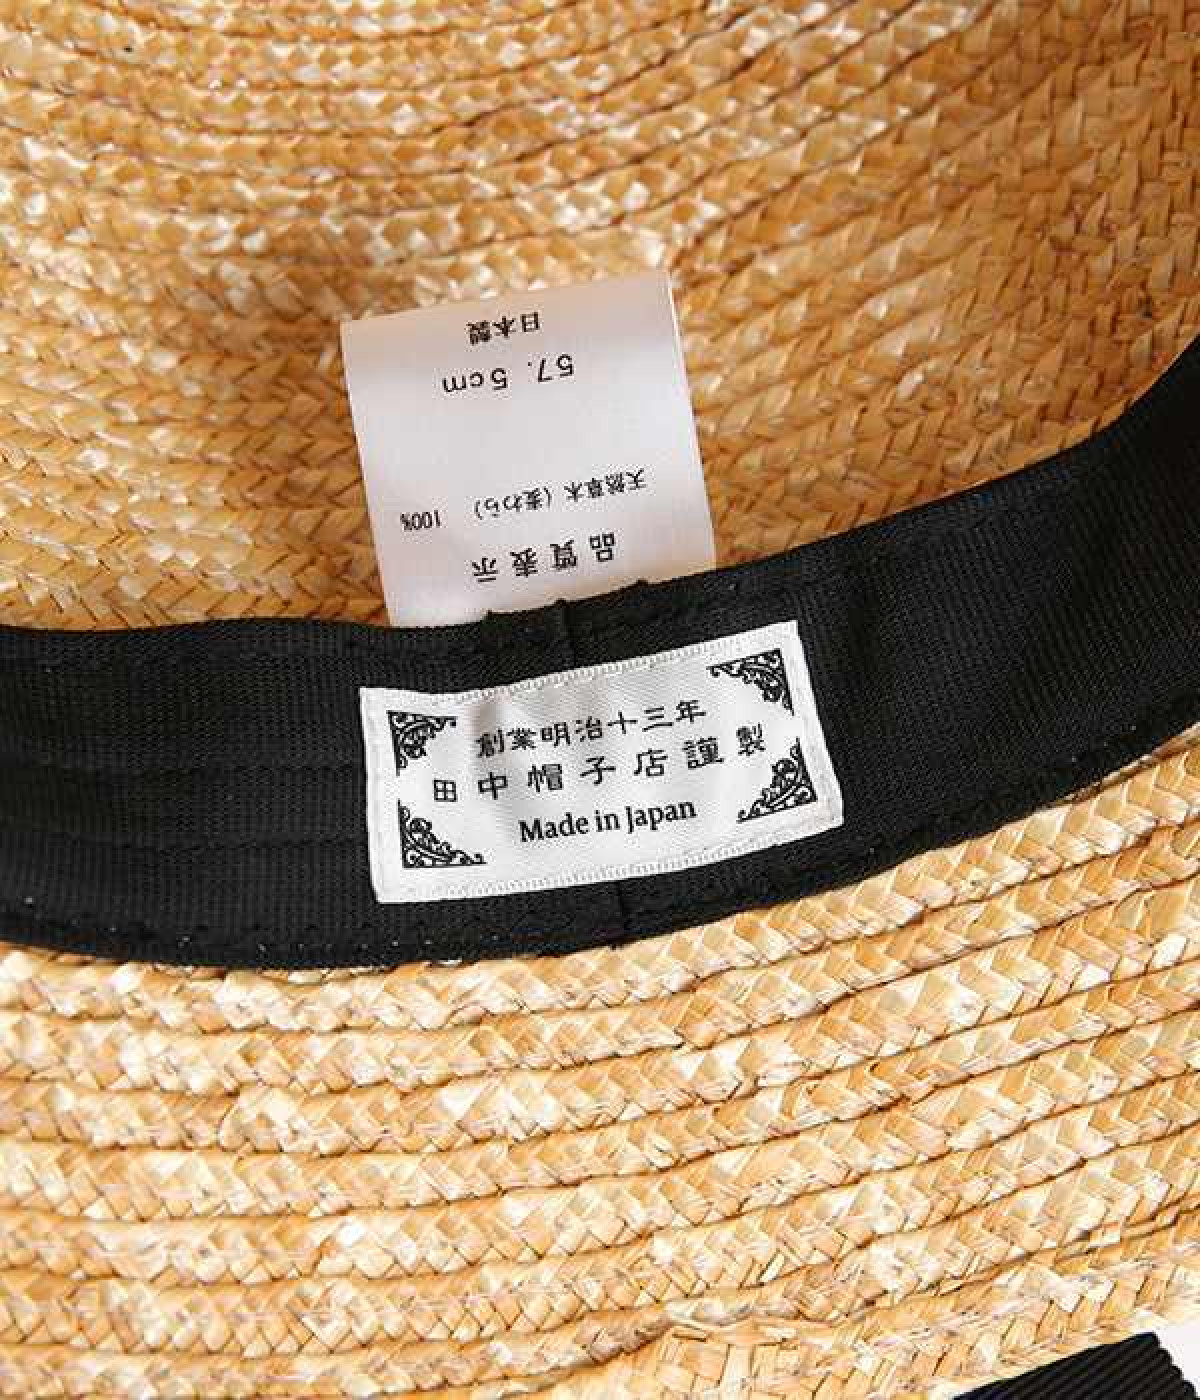 品質表示
天然草木（麦わら） 100%
57.5cm
日本製
創業明治十三年
田中帽子店謹製
Made in Japan